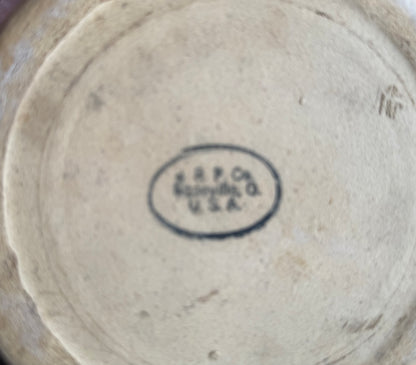 R. R. P. Co.
Roseville, O.
U. S. A.